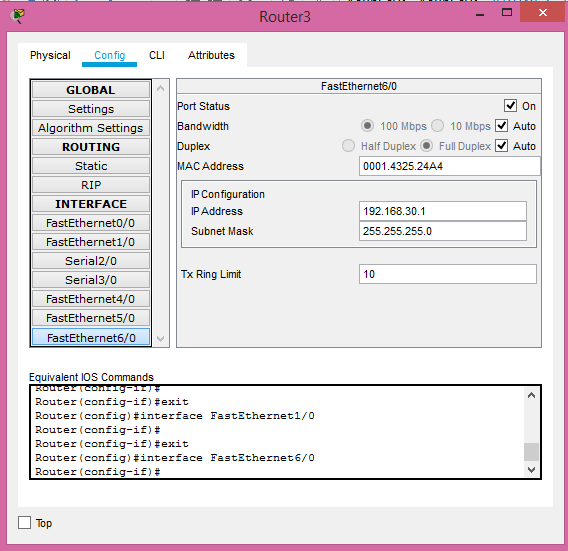 Router3
Physical Config CLI Attributes
GLOBAL
Settings
Algorithm Settings
ROUTING
Static
RIP
INTERFACE
FastEthernet0/0
FastEthernet1/0
Serial2/0
Serial3/0
FastEthernet4/0
FastEthernet5/0
FastEthernet6/0
FastEthernet6/0
Port Status On
Bandwidth 100 Mbps 10 Mbps Auto
Duplex Half Duplex Full Duplex Auto
MAC Address 0001.4325.24A4
IP Configuration
IP Address 192.168.30.1
Subnet Mask 255.255.255.0
Tx Ring Limit 10
Equivalent IOS Commands
Router(config-if)#
Router(config-if)#exit
Router(config)#interface FastEthernet1/0
Router(config-if)#
Router(config-if)#exit
Router(config)#interface FastEthernet6/0
Router(config-if)#
Top